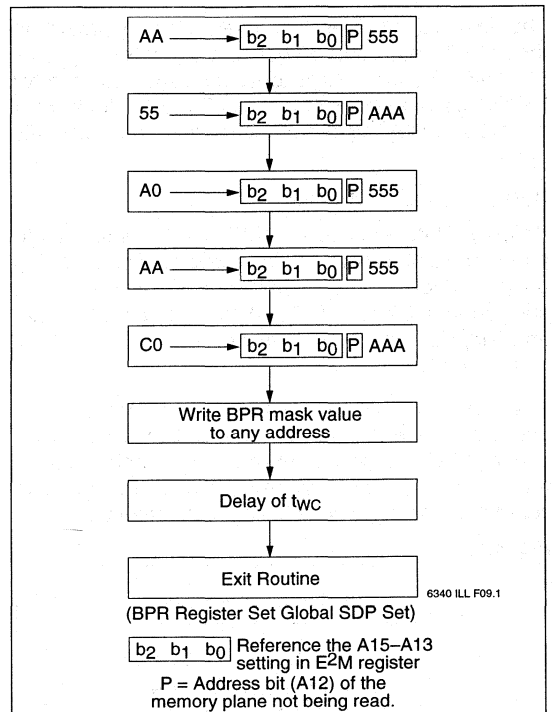 AA b2 b1 b0 P 555
55 b2 b1 b0 P AAA
A0 b2 b1 b0 P 555
AA b2 b1 b0 P 555
C0 b2 b1 b0 P AAA
Write BPR mask value
to any address
Delay of tWC
Exit Routine
6340 ILL F09.1
(BPR Register Set Global SDP Set)
b2 b1 b0 Reference the A15–A13
setting in E2M register
P = Address bit (A12) of the
memory plane not being read.